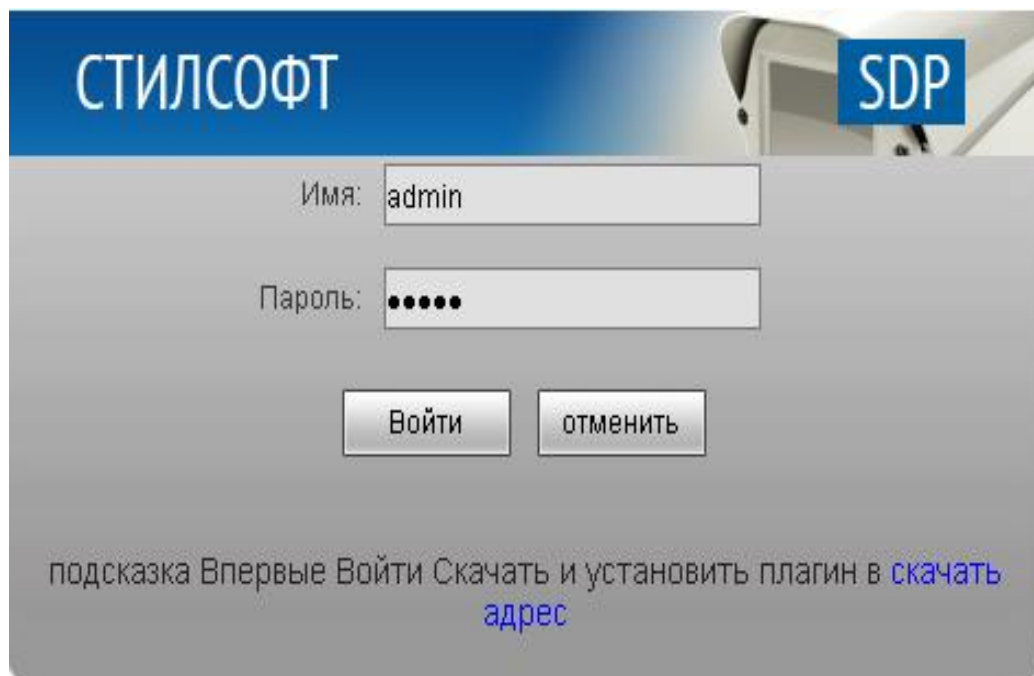 СТИЛСОФТ
SDP
Имя: admin
Пароль: •••••
Войти отменить
подсказка Впервые Войти Скачать и установить плагин в скачать
адрес